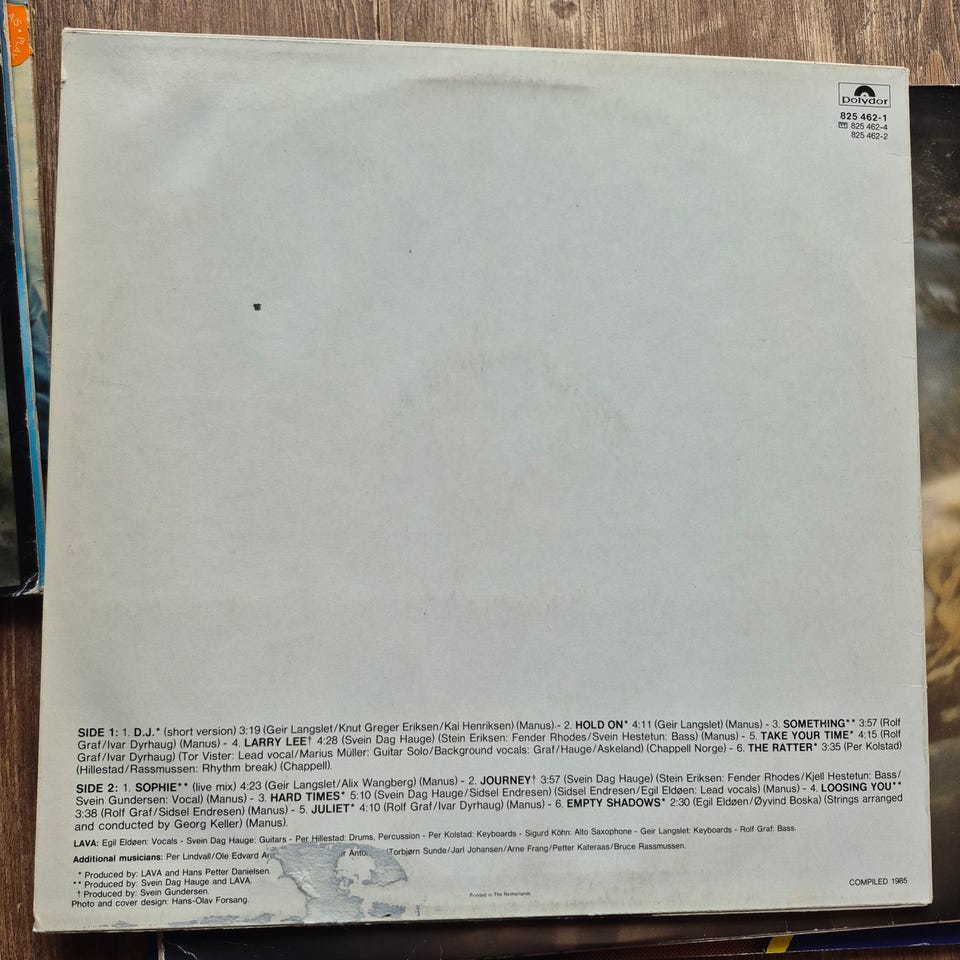 Polydor
825 462-1
825 462-4
825 462-2
SIDE 1: 1. D.J.* (short version) 3:19 (Geir Langslet/Knut Greger Eriksen/Kai Henriksen) (Manus) - 2. HOLD ON* 4:11 (Geir Langslet) (Manus) - 3. SOMETHING** 3:57 (Rolf
Graf/Ivar Dyrhaug) (Manus) - 4. LARRY LEE† 4:28 (Svein Dag Hauge) (Stein Eriksen: Fender Rhodes/Svein Hestetun: Bass) (Manus) - 5. TAKE YOUR TIME* 4:15 (Rolf
Graf/Ivar Dyrhaug) (Manus) (Tor Vister: Lead vocal/Marius Müller: Guitar Solo/Background vocals: Graf/Hauge/Askeland) (Chappell Norge) - 6. THE RATTER* 3:35 (Per Kolstad)
(Hillestad/Rassmussen: Rhythm break) (Chappell).
SIDE 2: 1. SOPHIE** (live mix) 4:23 (Geir Langslet/Alix Wangberg) (Manus) - 2. JOURNEY† 3:57 (Svein Dag Hauge) (Stein Eriksen: Fender Rhodes/Kjell Hestetun: Bass/
Svein Gundersen: Vocal) (Manus) - 3. HARD TIMES* 5:10 (Svein Dag Hauge/Sidsel Endresen) (Sidsel Endresen/Egil Eldøen: Lead vocals) (Manus) - 4. LOOSING YOU**
3:38 (Rolf Graf/Sidsel Endresen) (Manus) - 5. JULIET* 4:10 (Rolf Graf/Ivar Dyrhaug) (Manus) - 6. EMPTY SHADOWS* 2:30 (Egil Eldøen/Øyvind Boska) (Strings arranged
and conducted by Georg Keller) (Manus).
LAVA: Egil Eldøen: Vocals - Svein Dag Hauge: Guitars - Per Hillestad: Drums, Percussion - Per Kolstad: Keyboards - Sigurd Köhn: Alto Saxophone - Geir Langslet: Keyboards - Rolf Graf: Bass.
Additional musicians: Per Lindvall/Ole Edvard /Torbjørn Sunde/Jarl Johansen/Arne Frang/Petter Kateraas/Bruce Rassmussen.
* Produced by: LAVA and Hans Petter Danielsen.
** Produced by: Svein Dag Hauge and LAVA.
† Produced by: Svein Gundersen.
Photo and cover design: Hans-Olav Forsang.
Printed in The Netherlands
COMPILED 1985